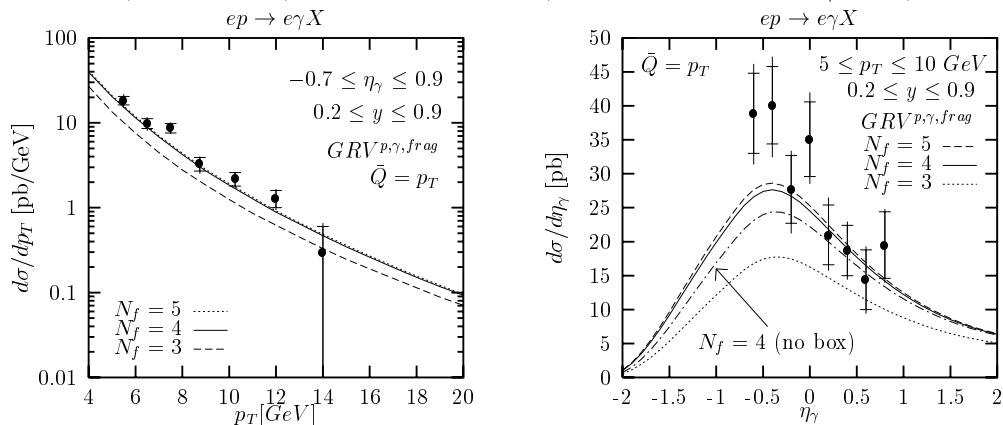 ep → eγX
100
10
1
0.1
0.01
dσ/dp_T [pb/GeV]
−0.7 ≤ η_γ ≤ 0.9
0.2 ≤ y ≤ 0.9
GRV^{p,γ,frag}
Q̄ = p_T
N_f = 5
N_f = 4
N_f = 3
4 6 8 10 12 14 16 18 20
p_T[GeV]
ep → eγX
50
45
40
35
30
25
20
15
10
5
0
dσ/dη_γ [pb]
Q̄ = p_T
5 ≤ p_T ≤ 10 GeV
0.2 ≤ y ≤ 0.9
GRV^{p,γ,frag}
N_f = 5
N_f = 4
N_f = 3
N_f = 4 (no box)
-2 -1.5 -1 -0.5 0 0.5 1 1.5 2
η_γ